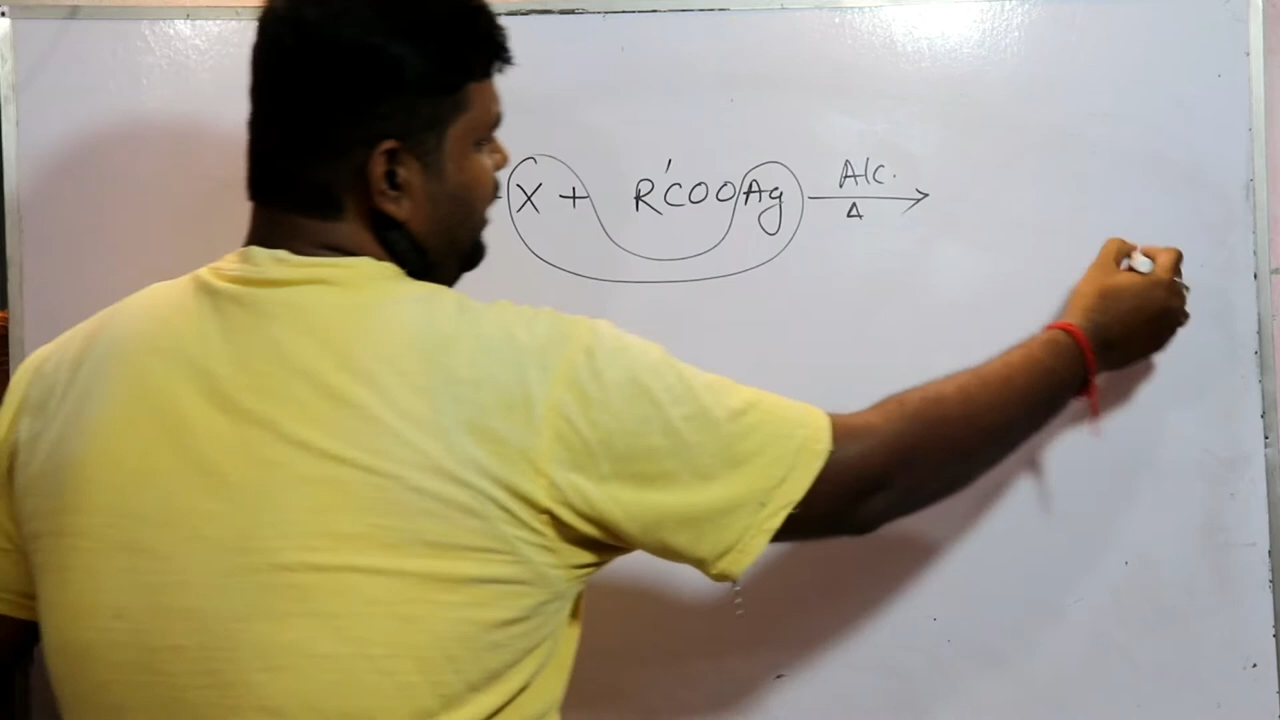 -X + R'COOAg Alc. Δ →